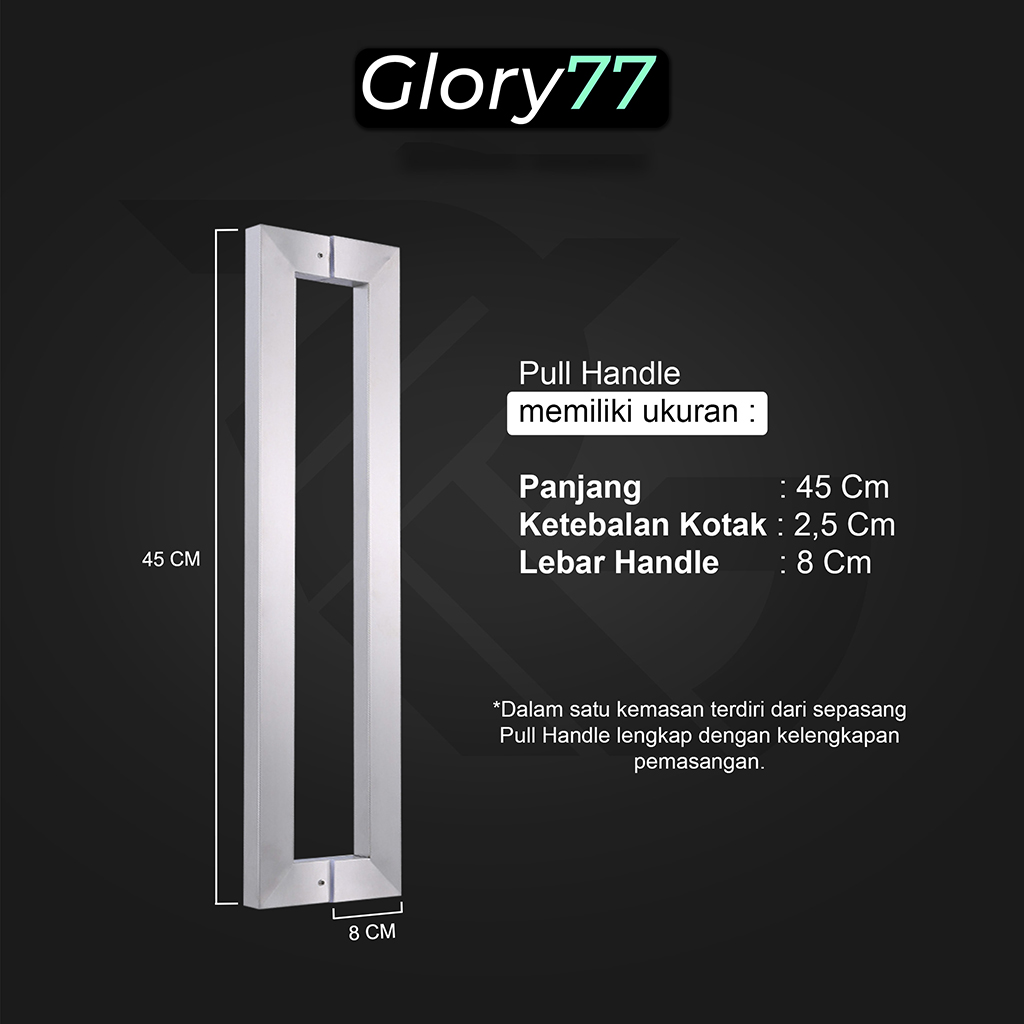 Glory77
Pull Handle
memiliki ukuran :
Panjang : 45 Cm
Ketebalan Kotak : 2,5 Cm
Lebar Handle : 8 Cm
45 CM
*Dalam satu kemasan terdiri dari sepasang
Pull Handle lengkap dengan kelengkapan
pemasangan.
8 CM